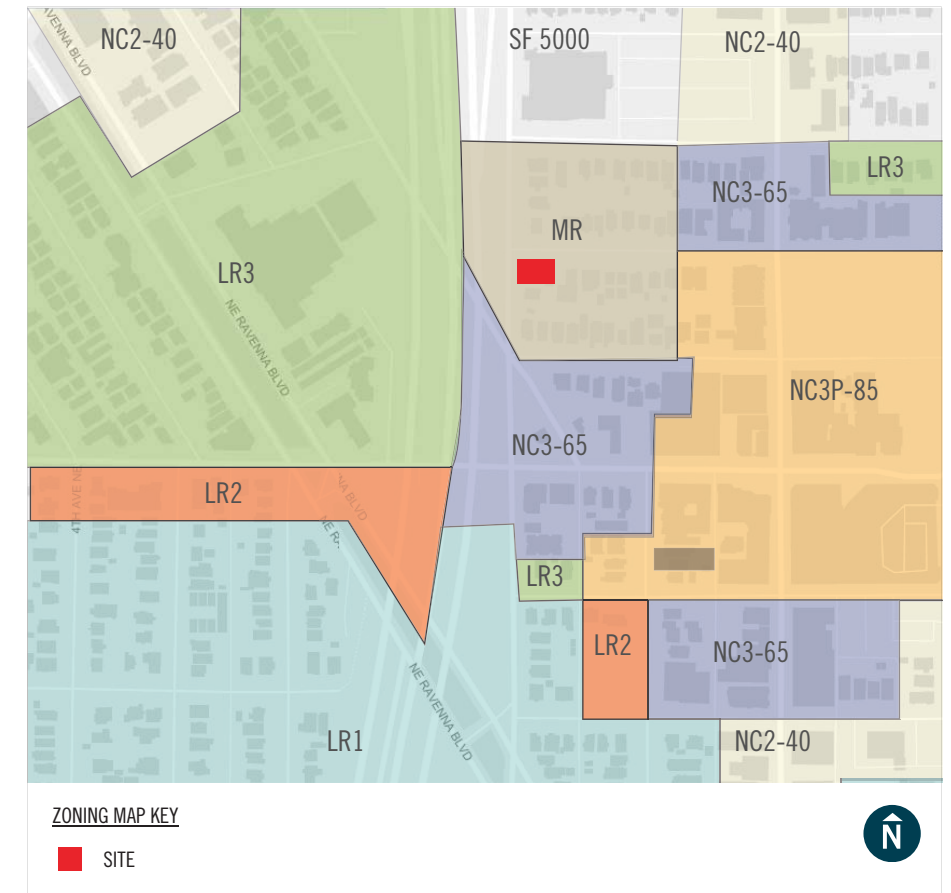 RAVENNA BLVD
NC2-40
SF 5000
NC2-40
LR3
NC3-65
MR
LR3
NE RAVENNA BLVD
NC3P-85
NC3-65
LR2
4TH AVE NE
BLVD
NE
LR3
LR2
NC3-65
NE RAVENNA BLVD
LR1
NC2-40
ZONING MAP KEY
SITE
N